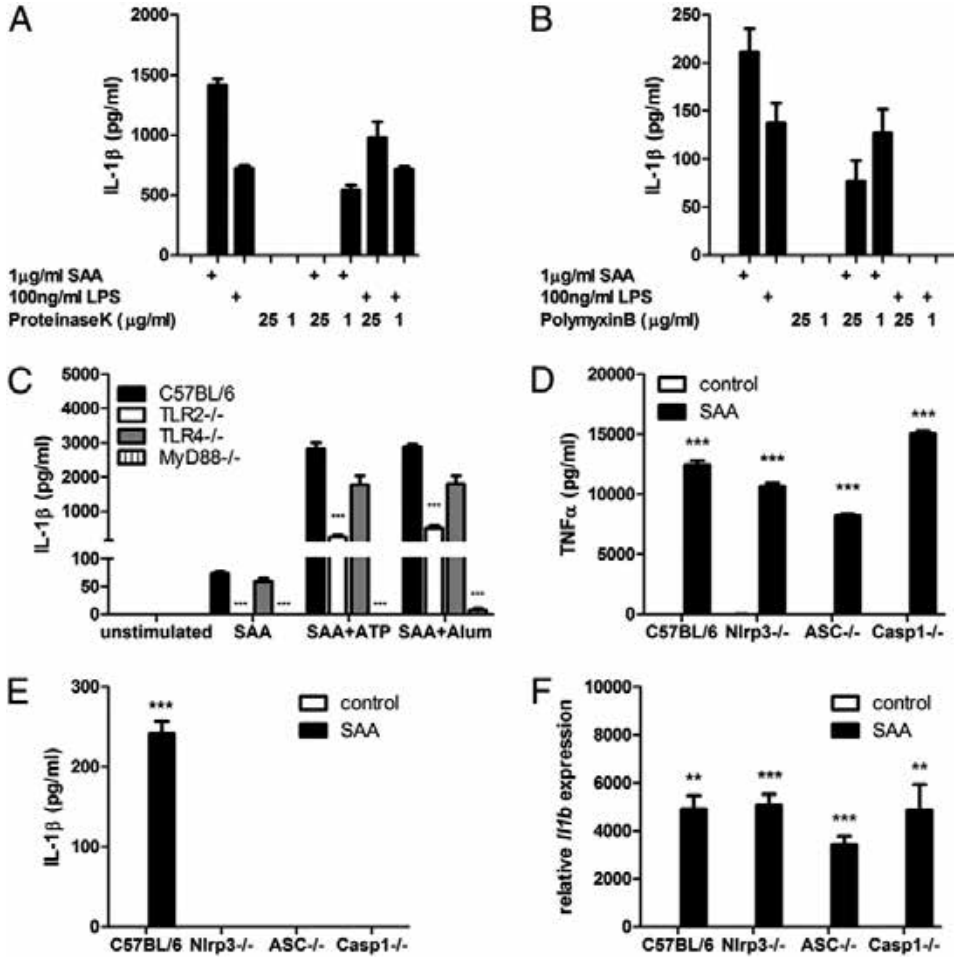 A
IL-1β (pg/ml)
2000
1500
1000
500
0
1μg/ml SAA + + +
100ng/ml LPS + + +
ProteinaseK (μg/ml) 25 1 25 1 25 1
B
IL-1β (pg/ml)
250
200
150
100
50
0
1μg/ml SAA + + +
100ng/ml LPS + + +
PolymyxinB (μg/ml) 25 1 25 1 25 1
C
IL-1β (pg/ml)
5000
4000
3000
2000
1000
100
50
0
C57BL/6
TLR2-/-
TLR4-/-
MyD88-/-
*** *** *** *** *** ***
unstimulated SAA SAA+ATP SAA+Alum
D
TNFα (pg/ml)
20000
15000
10000
5000
0
control
SAA
*** *** *** ***
C57BL/6 Nlrp3-/- ASC-/- Casp1-/-
E
IL-1β (pg/ml)
300
200
100
0
control
SAA
***
C57BL/6 Nlrp3-/- ASC-/- Casp1-/-
F
relative Il1b expression
10000
8000
6000
4000
2000
0
control
SAA
** *** *** **
C57BL/6 Nlrp3-/- ASC-/- Casp1-/-